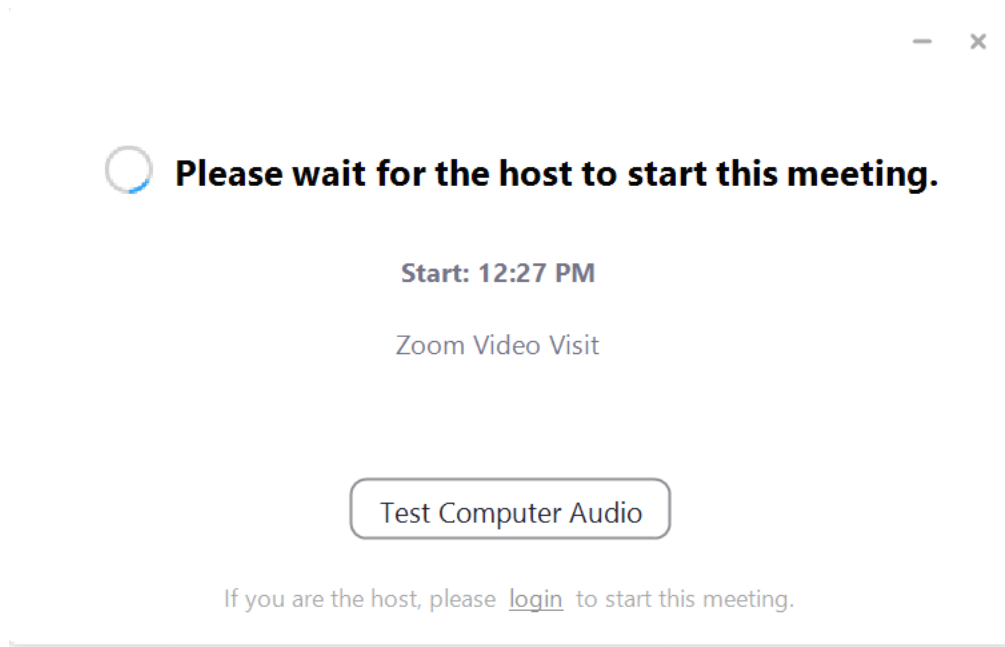 Please wait for the host to start this meeting.
Start: 12:27 PM
Zoom Video Visit
Test Computer Audio
If you are the host, please login to start this meeting.